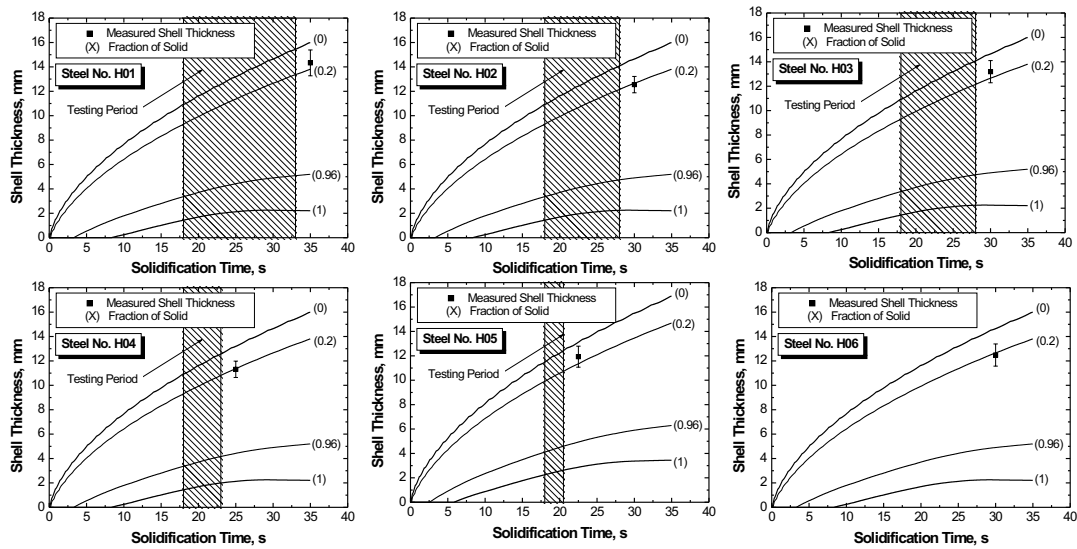 Measured Shell Thickness
(X) Fraction of Solid
Steel No. H01
Testing Period
(0)
(0.2)
(0.96)
(1)
Shell Thickness, mm
18
16
14
12
10
8
6
4
2
0
0 5 10 15 20 25 30 35 40
Solidification Time, s
Measured Shell Thickness
(X) Fraction of Solid
Steel No. H02
Testing Period
(0)
(0.2)
(0.96)
(1)
Shell Thickness, mm
18
16
14
12
10
8
6
4
2
0
0 5 10 15 20 25 30 35 40
Solidification Time, s
Measured Shell Thickness
(X) Fraction of Solid
Steel No. H03
Testing Period
(0)
(0.2)
(0.96)
(1)
Shell Thickness, mm
18
16
14
12
10
8
6
4
2
0
0 5 10 15 20 25 30 35 40
Solidification Time, s
Measured Shell Thickness
(X) Fraction of Solid
Steel No. H04
Testing Period
(0)
(0.2)
(0.96)
(1)
Shell Thickness, mm
18
16
14
12
10
8
6
4
2
0
0 5 10 15 20 25 30 35 40
Solidification Time, s
Measured Shell Thickness
(X) Fraction of Solid
Steel No. H05
Testing Period
(0)
(0.2)
(0.96)
(1)
Shell Thickness, mm
18
16
14
12
10
8
6
4
2
0
0 5 10 15 20 25 30 35 40
Solidification Time, s
Measured Shell Thickness
(X) Fraction of Solid
Steel No. H06
(0)
(0.2)
(0.96)
(1)
Shell Thickness, mm
18
16
14
12
10
8
6
4
2
0
0 5 10 15 20 25 30 35 40
Solidification Time, s